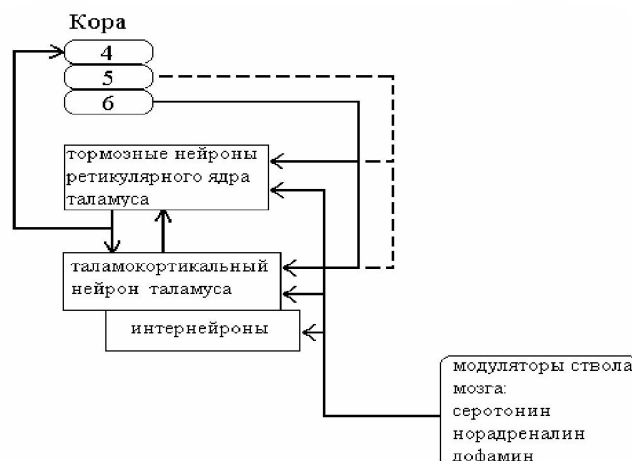 Кора
4
5
6
тормозные нейроны
ретикулярного ядра
таламуса
таламокортикальный
нейрон таламуса
интернейроны
модуляторы ствола
мозга:
серотонин
норадреналин
дофамин